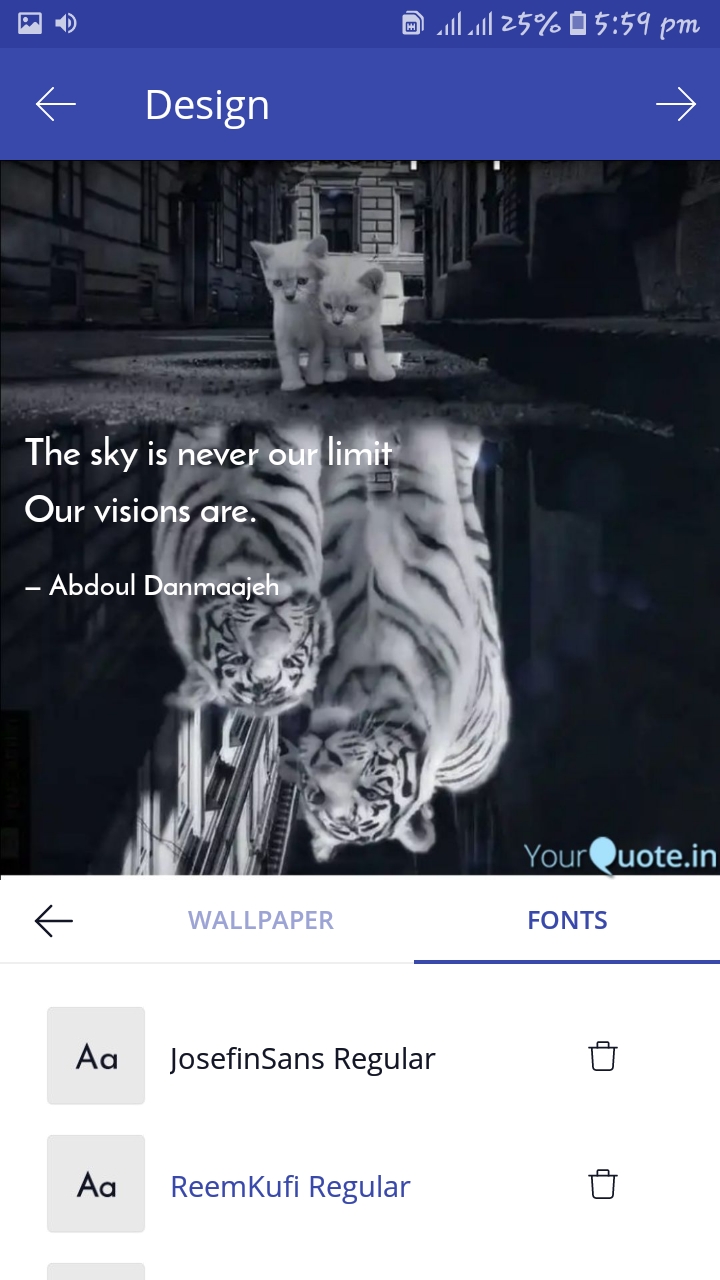 25% 5:59 pm
Design
The sky is never our limit
Our visions are.
– Abdoul Danmaajeh
YourQuote.in
WALLPAPER FONTS
Aa JosefinSans Regular
Aa ReemKufi Regular